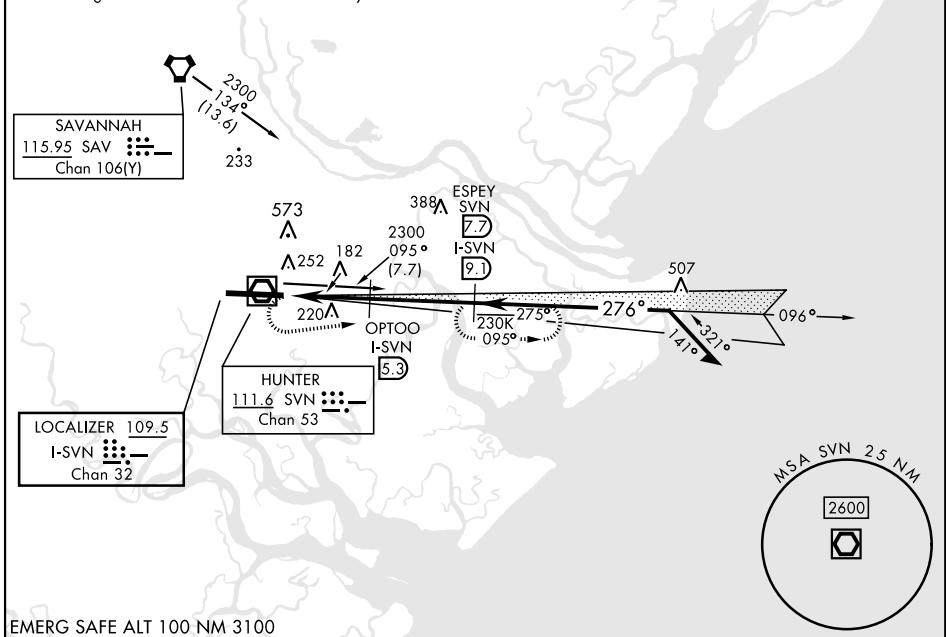 2300
134°
(13.6)
SAVANNAH
115.95 SAV
Chan 106(Y)
233
573
252
182
388
2300
095°
(7.7)
ESPEY
SVN
7.7
I-SVN
9.1
507
220
OPTOO
I-SVN
5.3
230K
275°
095°
276°
096°
141°
321°
HUNTER
111.6 SVN
Chan 53
LOCALIZER 109.5
I-SVN
Chan 32
MSA SVN 25 NM
2600
EMERG SAFE ALT 100 NM 3100